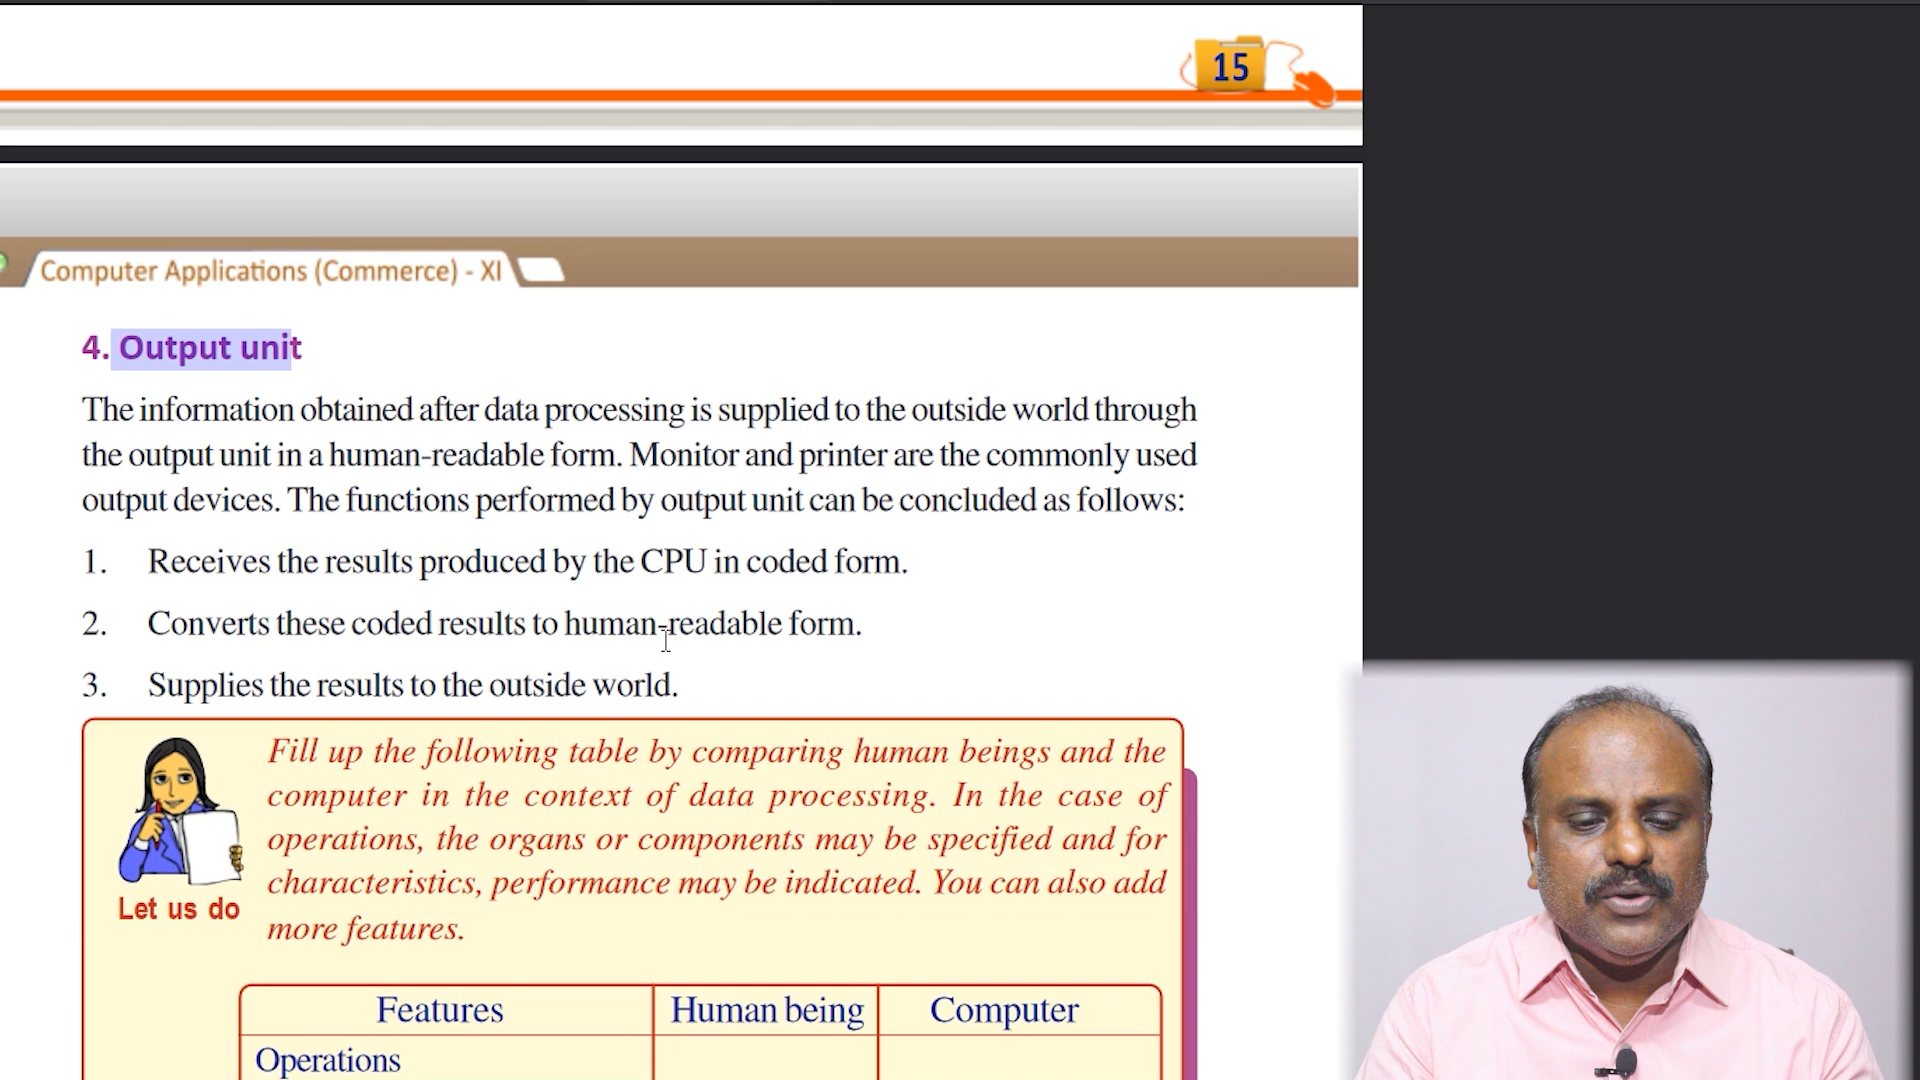 15
Computer Applications (Commerce) - XI
4. Output unit
The information obtained after data processing is supplied to the outside world through
the output unit in a human-readable form. Monitor and printer are the commonly used
output devices. The functions performed by output unit can be concluded as follows:
1. Receives the results produced by the CPU in coded form.
2. Converts these coded results to human-readable form.
3. Supplies the results to the outside world.
Fill up the following table by comparing human beings and the
computer in the context of data processing. In the case of
operations, the organs or components may be specified and for
characteristics, performance may be indicated. You can also add
more features.
Let us do
Features Human being Computer
Operations